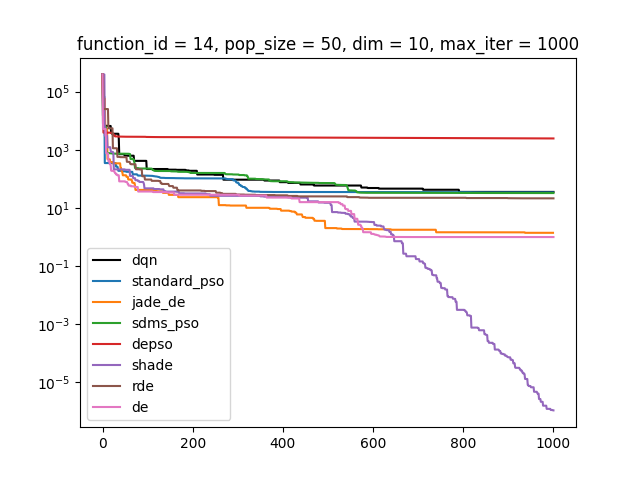 function_id = 14, pop_size = 50, dim = 10, max_iter = 1000
10^5
10^3
10^1
10^−1
10^−3
10^−5
dqn
standard_pso
jade_de
sdms_pso
depso
shade
rde
de
0 200 400 600 800 1000